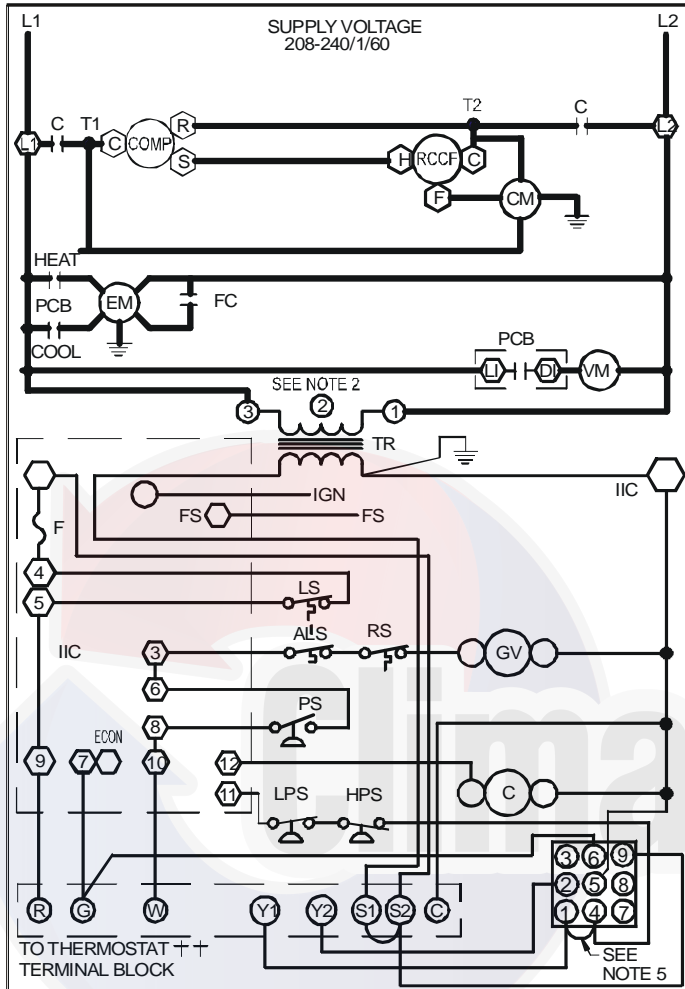 L1
SUPPLY VOLTAGE
208-240/1/60
L2
C T1 C COMP R S
T2 C
L1
H RCCF C
F
CM
L2
HEAT
PCB
COOL
EM
FC
PCB
LI DI VM
SEE NOTE 2
3 2 1
TR
IIC
IGN
FS FS
F
4
5
LS
IIC
3
ALS RS GV
6
PS
8
ECON
9 7 10
12
11
LPS HPS
C
Clima
3 6 9
2 5 8
1 4 7
R G W Y1 Y2 S1 S2 C
TO THERMOSTAT ++
TERMINAL BLOCK
SEE
NOTE 5